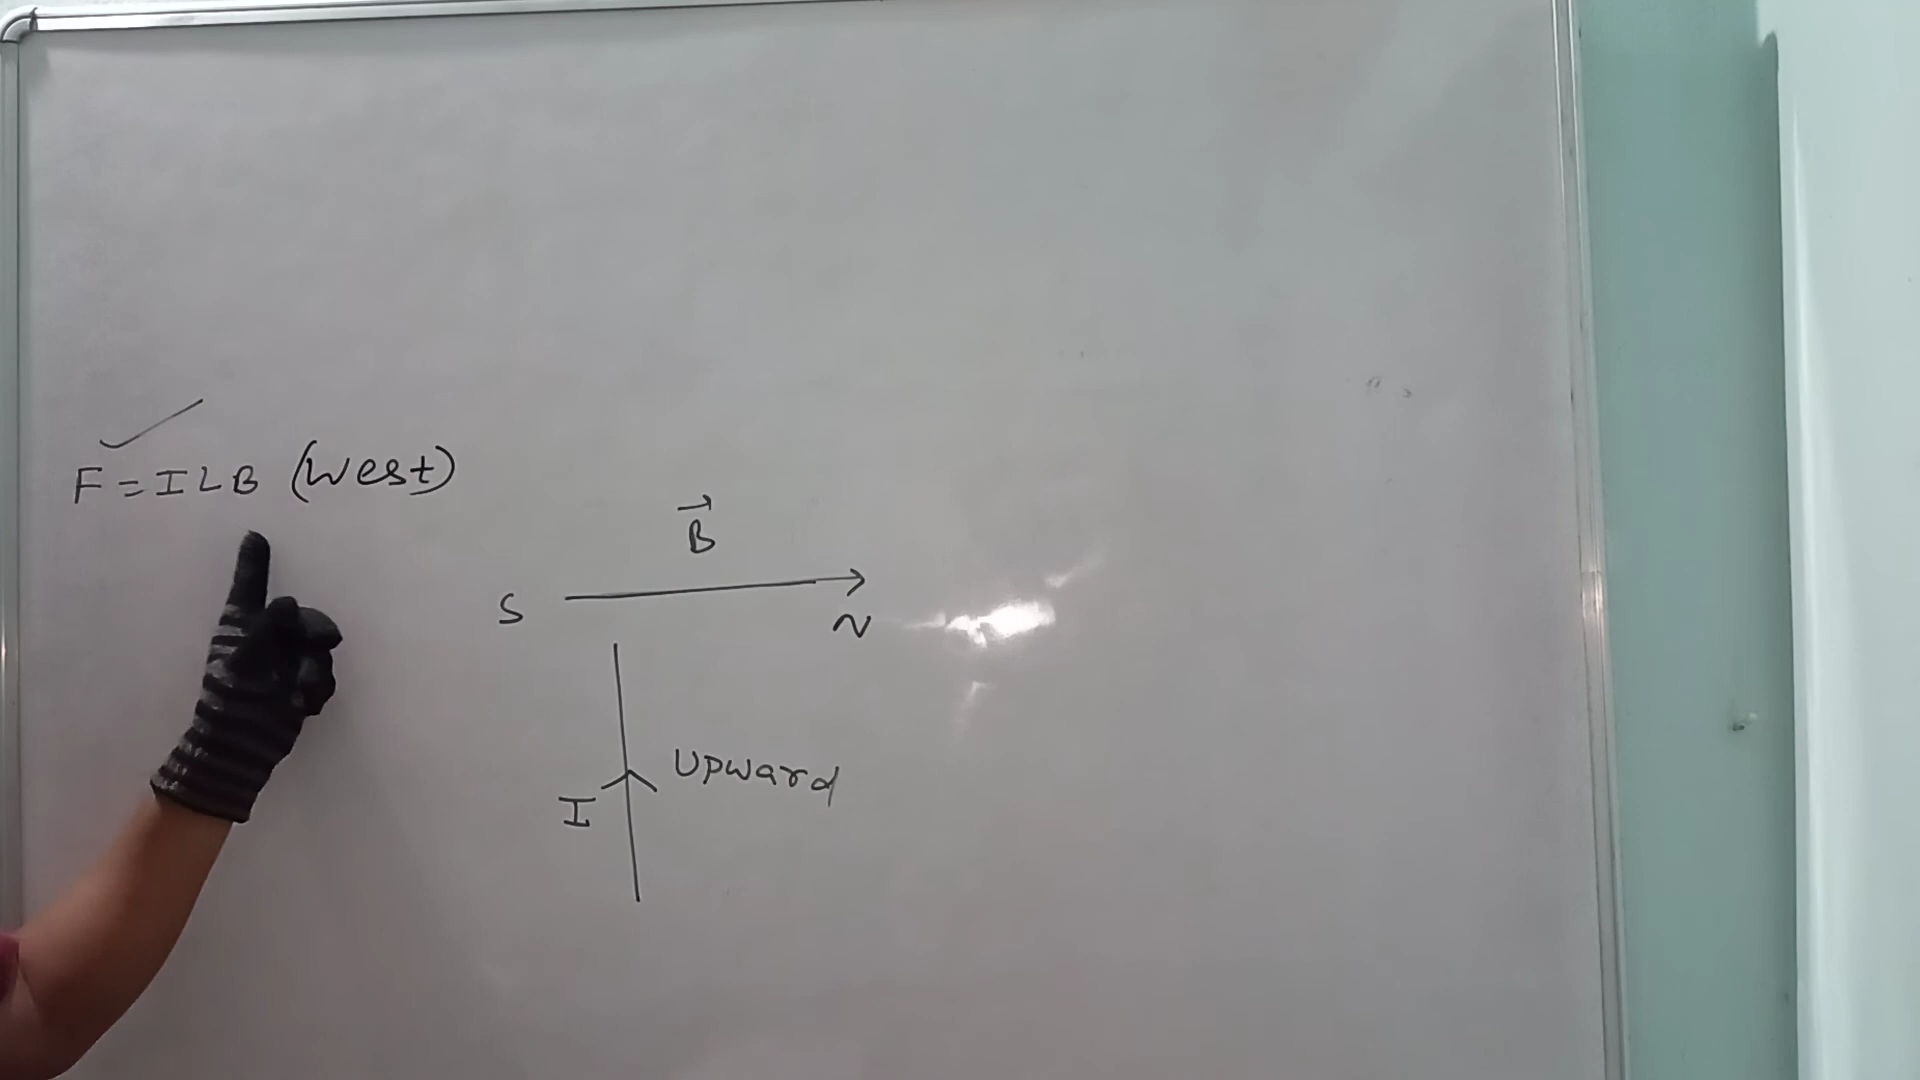 F = ILB (West)
B
S
N
I
Upward